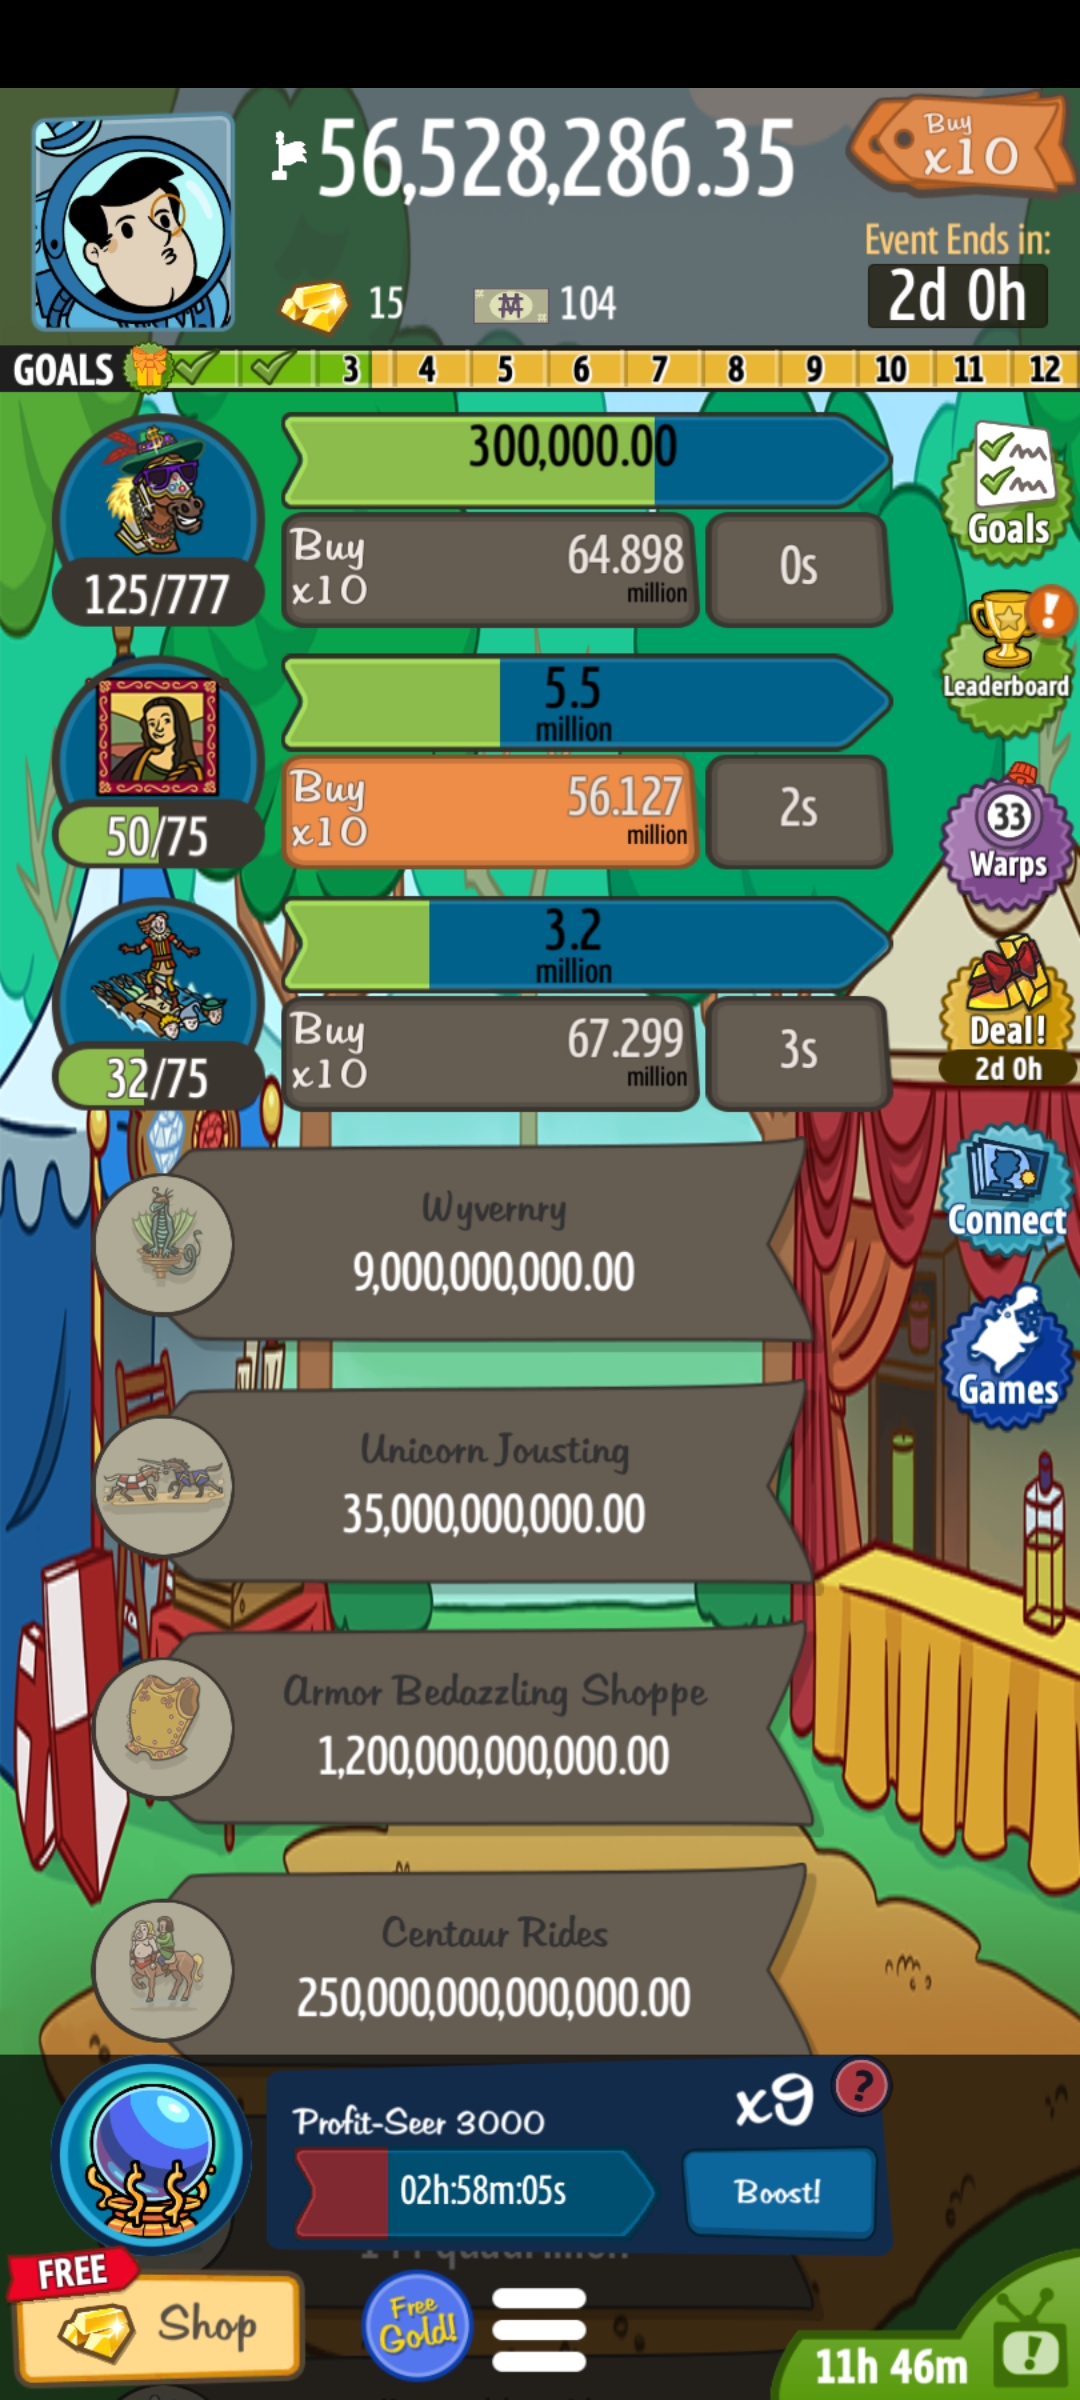 56,528,286.35
Buy
x10
Event Ends in:
2d 0h
15
104
GOALS 3 4 5 6 7 8 9 10 11 12
300,000.00
Buy
x10
64.898
million
0s
125/777
Goals
5.5
million
Leaderboard
Buy
x10
56.127
million
2s
50/75
33
Warps
3.2
million
Buy
x10
67.299
million
3s
32/75
Deal!
2d 0h
Wyvernry
9,000,000,000.00
Connect
Games
Unicorn Jousting
35,000,000,000.00
Armor Bedazzling Shoppe
1,200,000,000,000.00
Centaur Rides
250,000,000,000,000.00
Profit-Seer 3000
x9
?
02h:58m:05s
Boost!
FREE
Shop
Free
Gold!
11h 46m
!